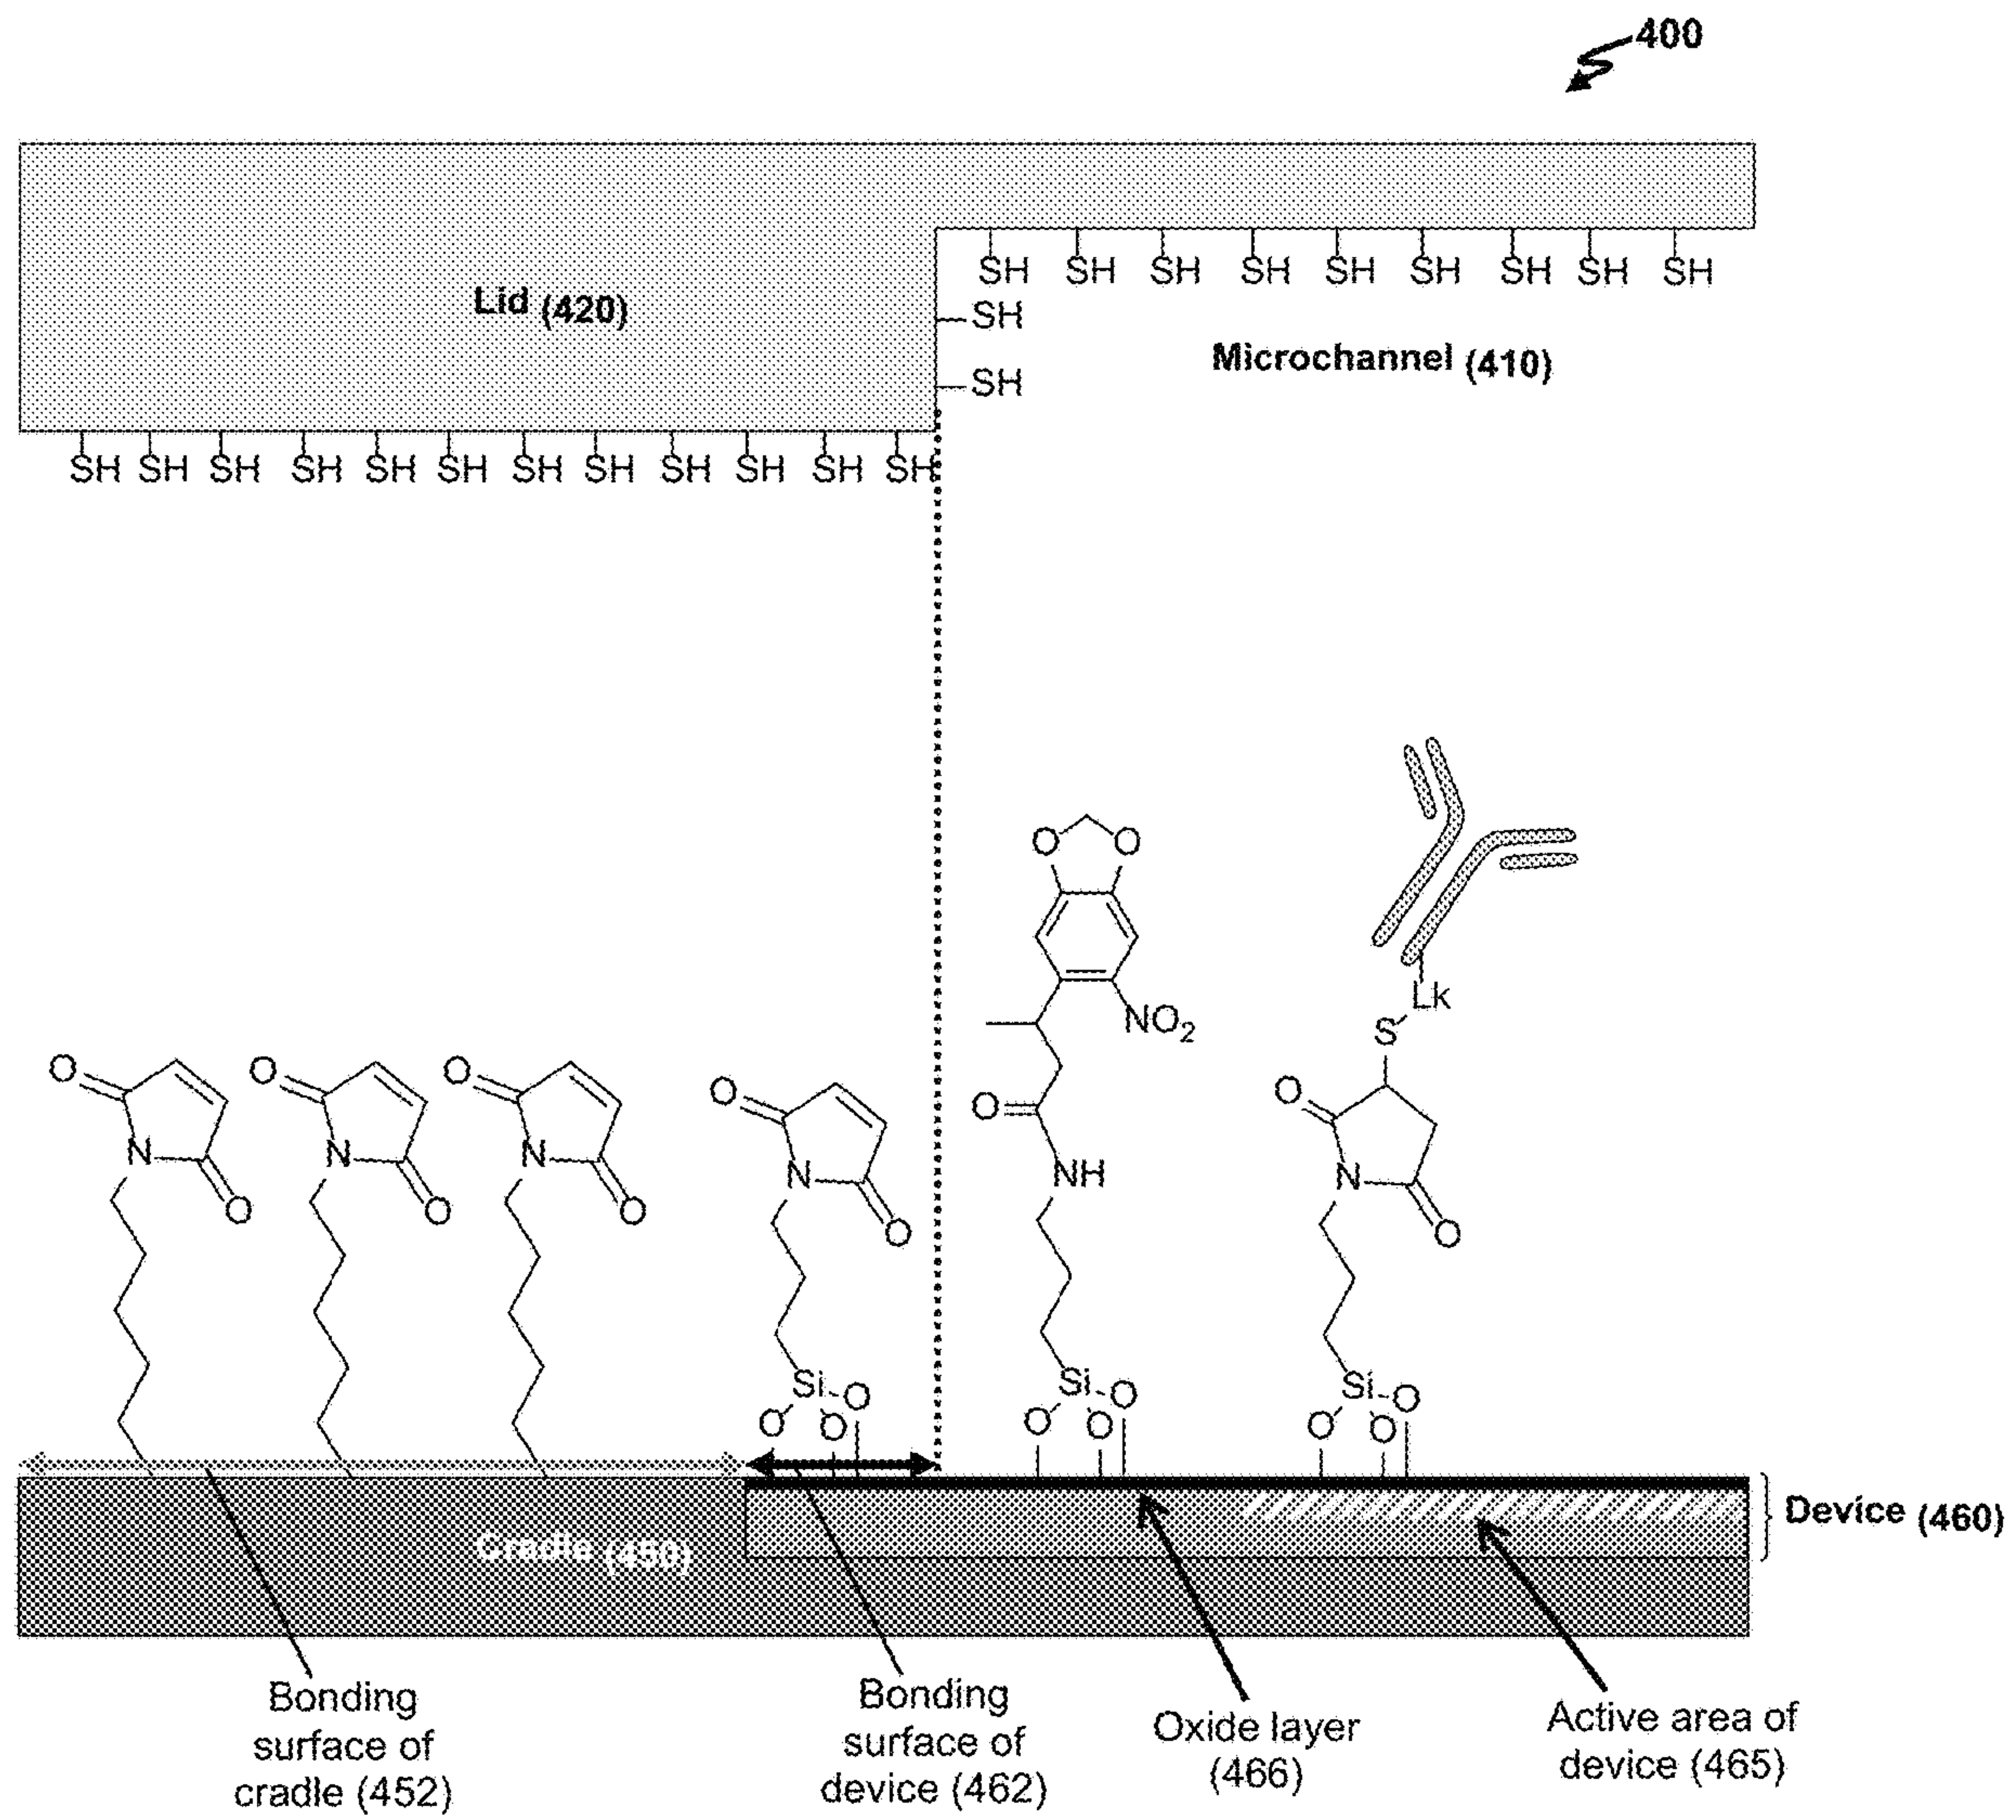 400
SH SH SH SH SH SH SH SH SH
Lid (420)
SH
Microchannel (410)
SH
SH SH SH SH SH SH SH SH SH SH SH SH
O O
Lk
NO2
S
O O O O O O
N N N N NH N
O O O O O
Si Si Si
O O O O O O O O O
Device (460)
Cradle (450)
Bonding
surface of
cradle (452)
Bonding
surface of
device (462)
Oxide layer
(466)
Active area of
device (465)